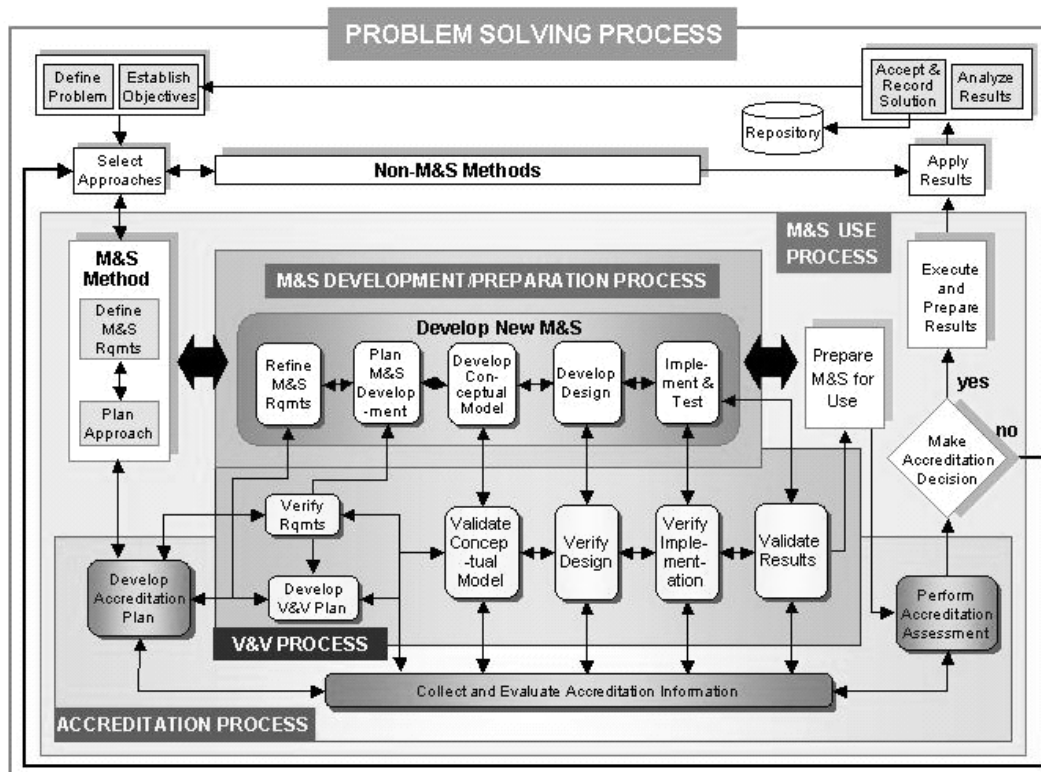 PROBLEM SOLVING PROCESS
Define
Problem
Establish
Objectives
Accept &
Record
Solution
Analyze
Results
Repository
Select
Approaches
Non-M&S Methods
Apply
Results
M&S USE
PROCESS
M&S
Method
Define
M&S
Rqmts
Plan
Approach
M&S DEVELOPMENT/PREPARATION PROCESS
Develop New M&S
Refine
M&S
Rqmts
Plan
M&S
Develop
-ment
Develop
Con-
ceptual
Model
Develop
Design
Imple-
ment &
Test
Prepare
M&S for
Use
Execute
and
Prepare
Results
yes
no
Make
Accreditation
Decision
Verify
Rqmts
Develop
V&V Plan
Validate
Concep
-tual
Model
Verify
Design
Verify
Imple-
ment-
ation
Validate
Results
Develop
Accreditation
Plan
Perform
Accreditation
Assessment
V&V PROCESS
Collect and Evaluate Accreditation Information
ACCREDITATION PROCESS